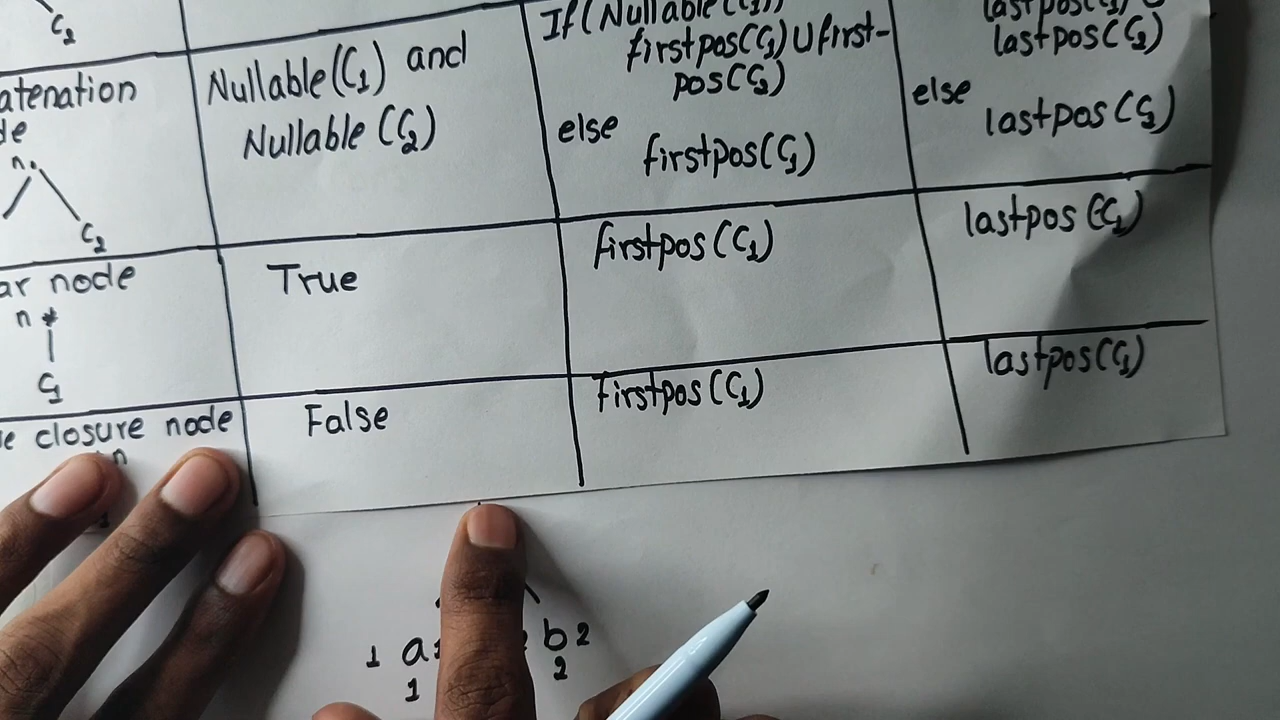 C2
If (Nullable (C1))
firstpos(C1) U first-
pos(C2)
else
firstpos(C1)
lastpos(C1) U
lastpos(C2)
else
lastpos(C2)
atenation
de
n.
C2
Nullable (C1) and
Nullable (C2)
ar node
n *
C1
True
firstpos(C1)
lastpos(C1)
e closure node
n
False
Firstpos(C1)
lastpos(C1)
1 a
1
b 2
2